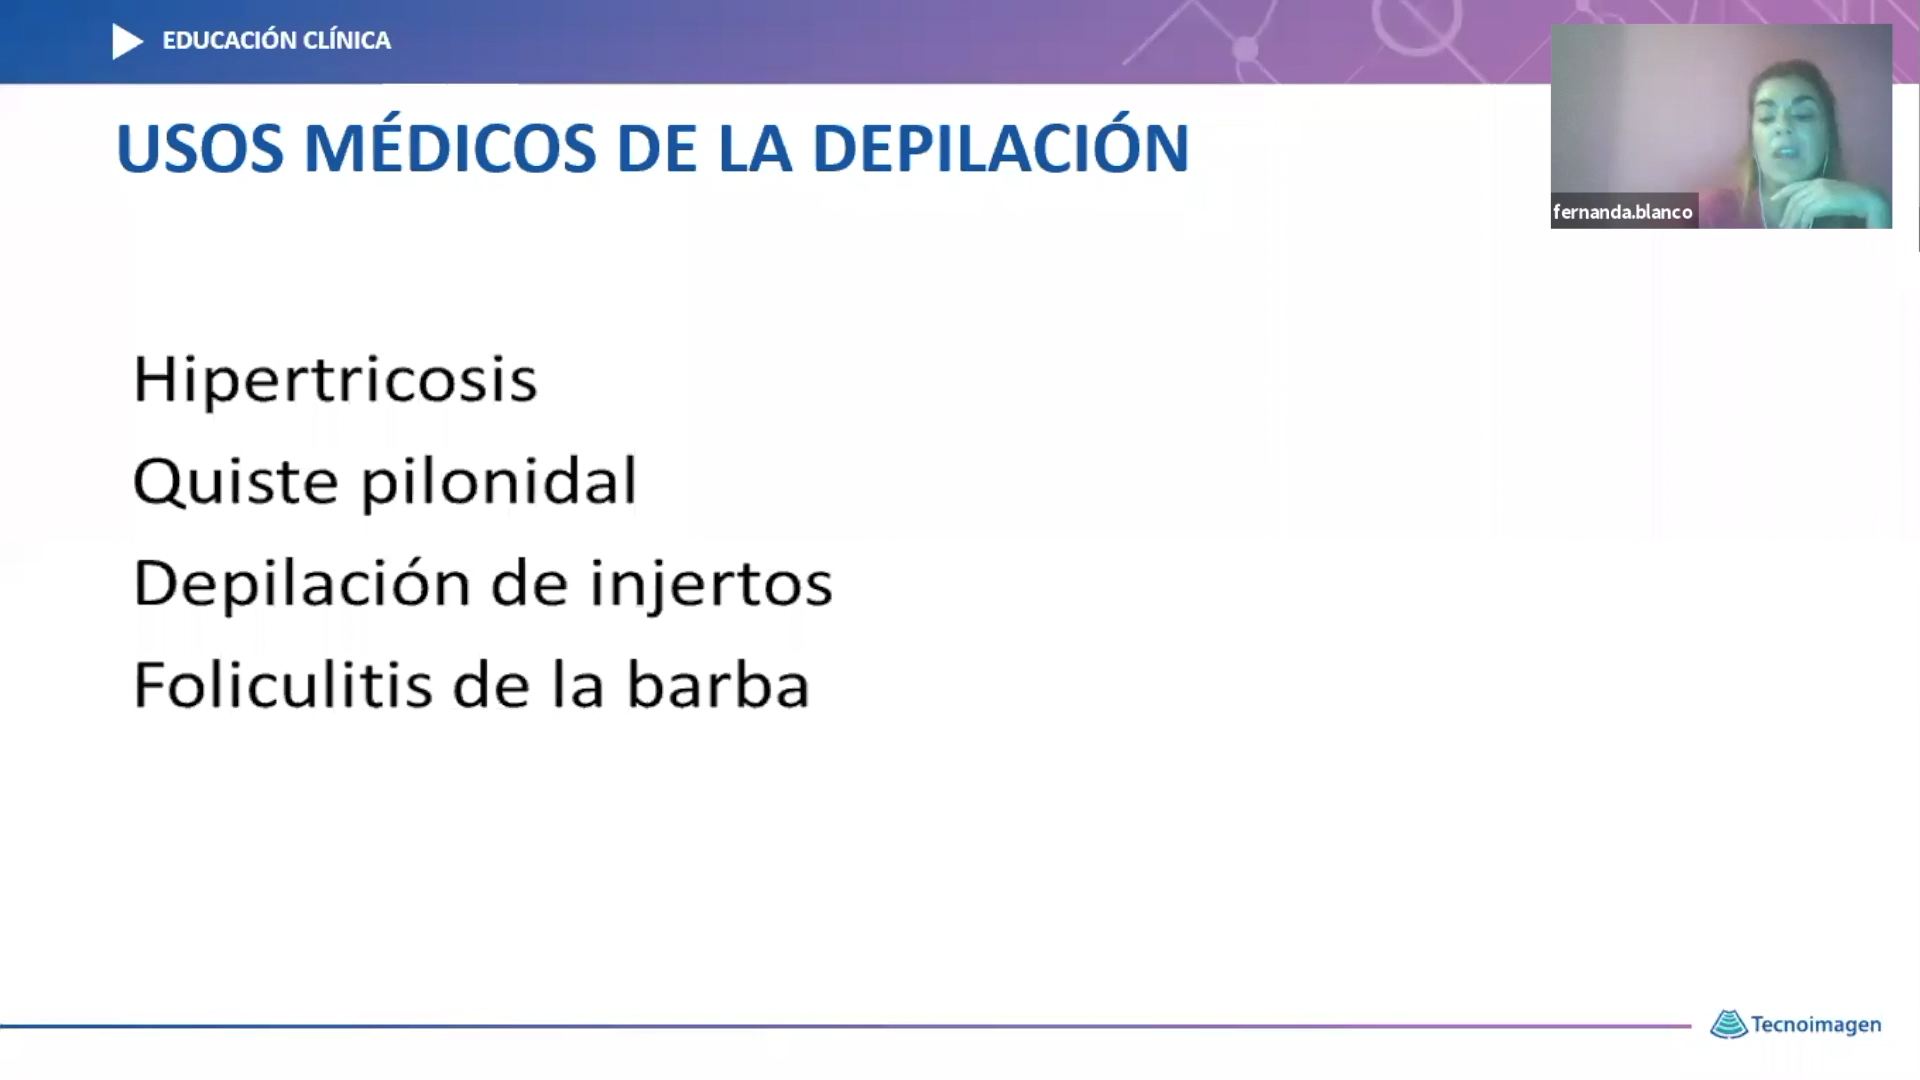 EDUCACIÓN CLÍNICA
USOS MÉDICOS DE LA DEPILACIÓN
fernanda.blanco
Hipertricosis
Quiste pilonidal
Depilación de injertos
Foliculitis de la barba
Tecnoimagen